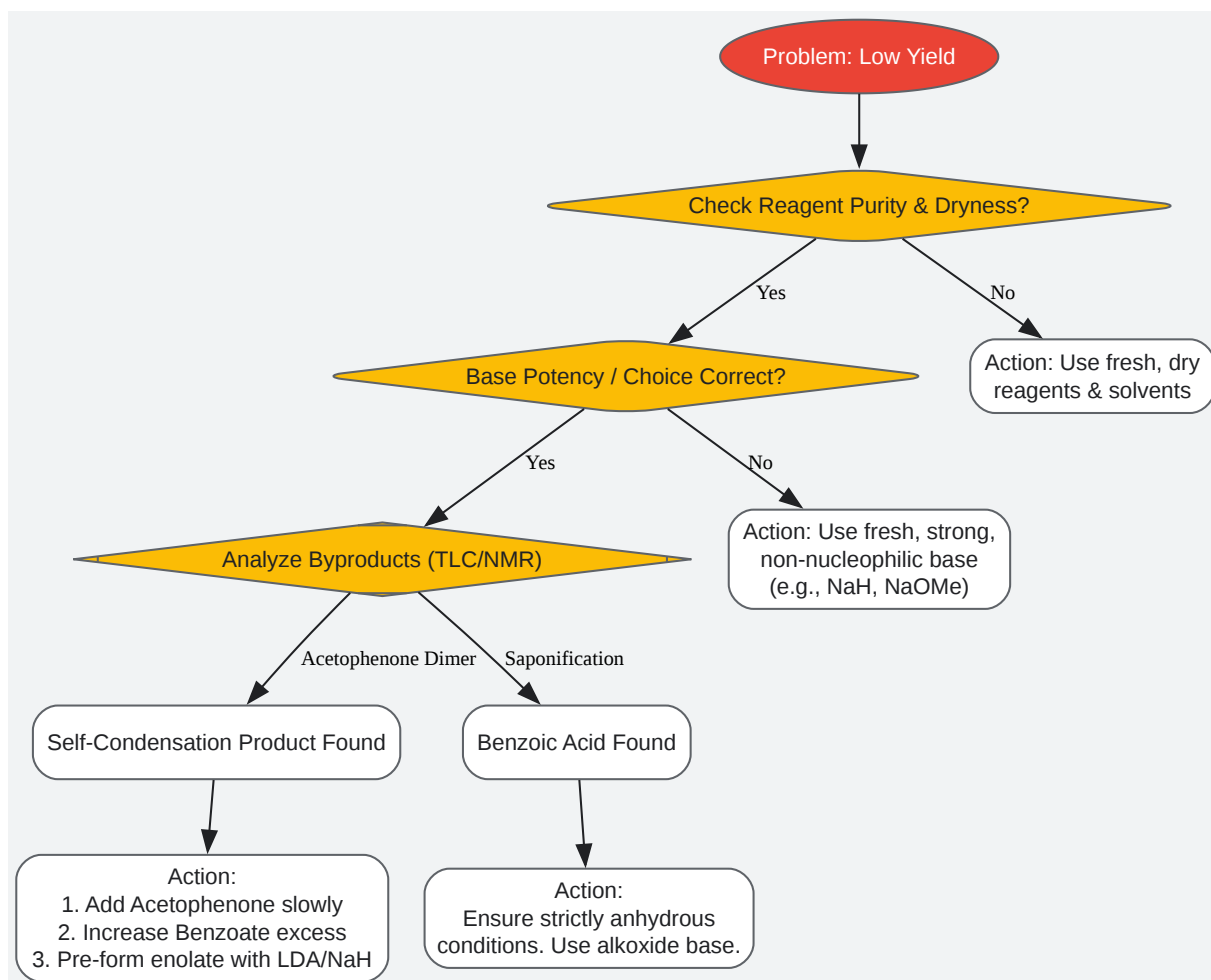 Problem: Low Yield
Check Reagent Purity & Dryness?
Yes
No
Action: Use fresh, dry
reagents & solvents
Base Potency / Choice Correct?
Yes
No
Action: Use fresh, strong,
non-nucleophilic base
(e.g., NaH, NaOMe)
Analyze Byproducts (TLC/NMR)
Acetophenone Dimer
Saponification
Self-Condensation Product Found
Benzoic Acid Found
Action:
1. Add Acetophenone slowly
2. Increase Benzoate excess
3. Pre-form enolate with LDA/NaH
Action:
Ensure strictly anhydrous
conditions. Use alkoxide base.